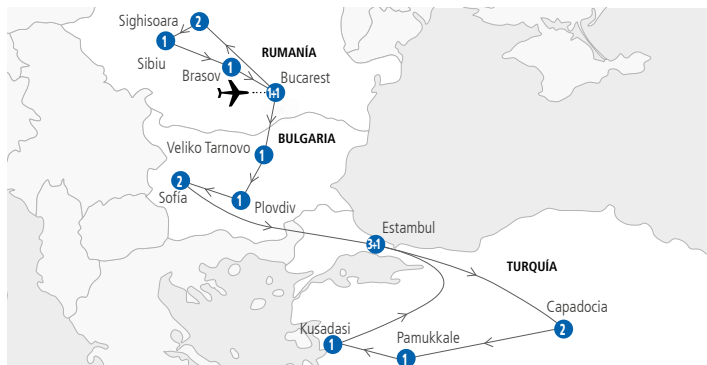 Sighisoara
2
1
Sibiu
RUMANÍA
Brasov
1
Bucarest
1+1
Veliko Tarnovo
1
BULGARIA
2
Sofía
1
Plovdiv
Estambul
3+1
TURQUÍA
Capadocia
2
Kusadasi
1
Pamukkale
1